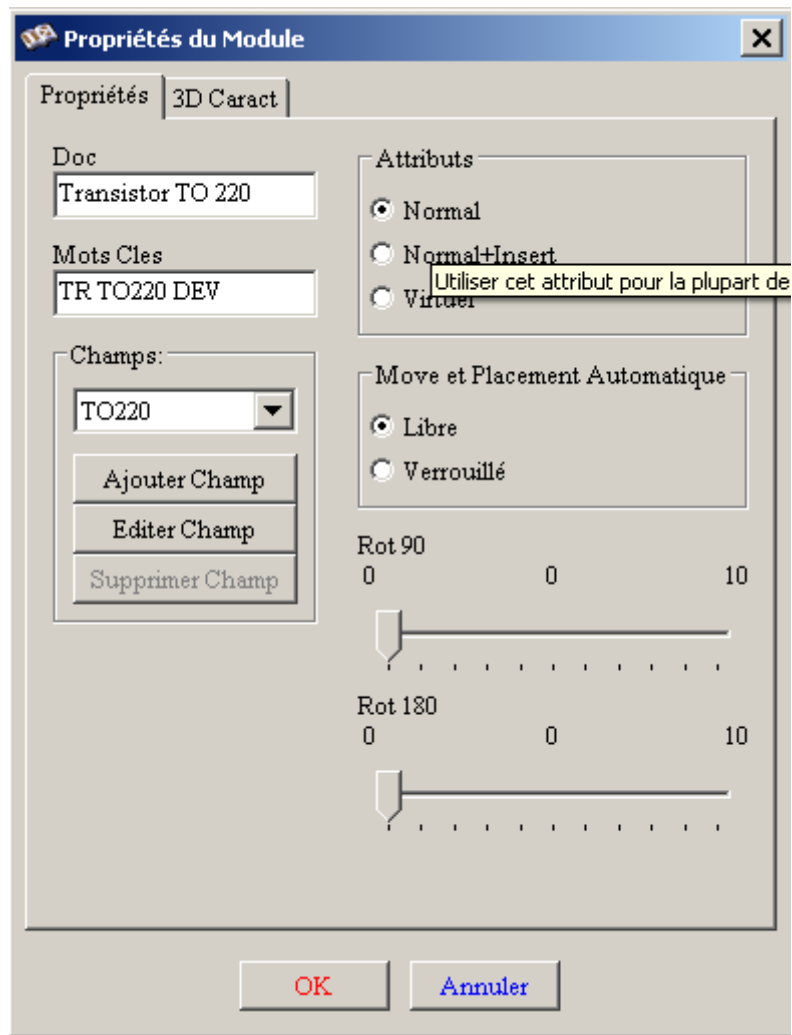 Propriétés du Module
Propriétés
3D Caract
Doc
Transistor TO 220
Mots Cles
TR TO220 DEV
Champs:
TO220
Ajouter Champ
Editer Champ
Supprimer Champ
Attributs
Normal
Normal+Insert
Utiliser cet attribut pour la plupart de
Virtuel
Move et Placement Automatique
Libre
Verrouillé
Rot 90
0 0 10
Rot 180
0 0 10
OK
Annuler